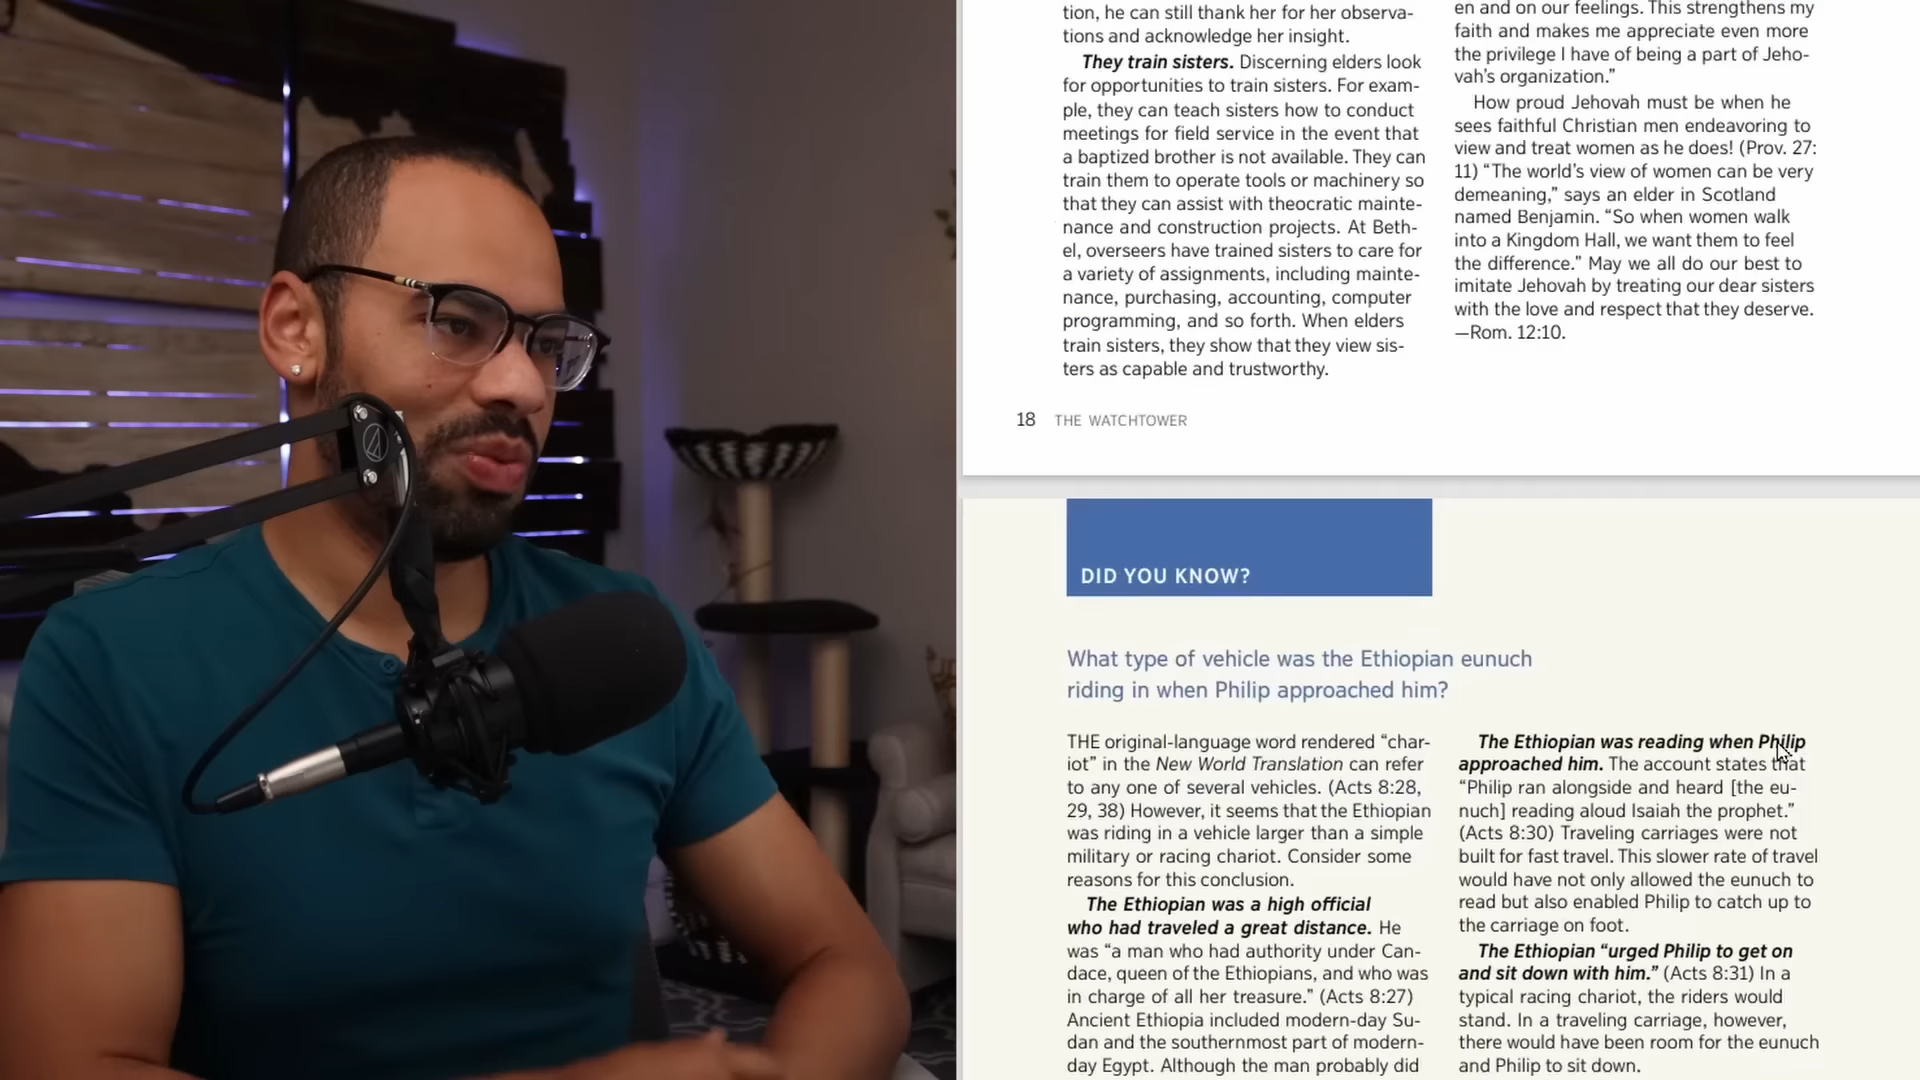 tion, he can still thank her for her observa-
tions and acknowledge her insight.
They train sisters. Discerning elders look
for opportunities to train sisters. For exam-
ple, they can teach sisters how to conduct
meetings for field service in the event that
a baptized brother is not available. They can
train them to operate tools or machinery so
that they can assist with theocratic mainte-
nance and construction projects. At Beth-
el, overseers have trained sisters to care for
a variety of assignments, including mainte-
nance, purchasing, accounting, computer
programming, and so forth. When elders
train sisters, they show that they view sis-
ters as capable and trustworthy.
en and on our feelings. This strengthens my
faith and makes me appreciate even more
the privilege I have of being a part of Jeho-
vah's organization.”
How proud Jehovah must be when he
sees faithful Christian men endeavoring to
view and treat women as he does! (Prov. 27:
11) “The world's view of women can be very
demeaning,” says an elder in Scotland
named Benjamin. “So when women walk
into a Kingdom Hall, we want them to feel
the difference.” May we all do our best to
imitate Jehovah by treating our dear sisters
with the love and respect that they deserve.
—Rom. 12:10.
18 THE WATCHTOWER
DID YOU KNOW?
What type of vehicle was the Ethiopian eunuch
riding in when Philip approached him?
THE original-language word rendered “char-
iot” in the New World Translation can refer
to any one of several vehicles. (Acts 8:28,
29, 38) However, it seems that the Ethiopian
was riding in a vehicle larger than a simple
military or racing chariot. Consider some
reasons for this conclusion.
The Ethiopian was a high official
who had traveled a great distance. He
was “a man who had authority under Can-
dace, queen of the Ethiopians, and who was
in charge of all her treasure.” (Acts 8:27)
Ancient Ethiopia included modern-day Su-
dan and the southernmost part of modern-
day Egypt. Although the man probably did
The Ethiopian was reading when Philip
approached him. The account states that
“Philip ran alongside and heard [the eu-
nuch] reading aloud Isaiah the prophet.”
(Acts 8:30) Traveling carriages were not
built for fast travel. This slower rate of travel
would have not only allowed the eunuch to
read but also enabled Philip to catch up to
the carriage on foot.
The Ethiopian “urged Philip to get on
and sit down with him.” (Acts 8:31) In a
typical racing chariot, the riders would
stand. In a traveling carriage, however,
there would have been room for the eunuch
and Philip to sit down.